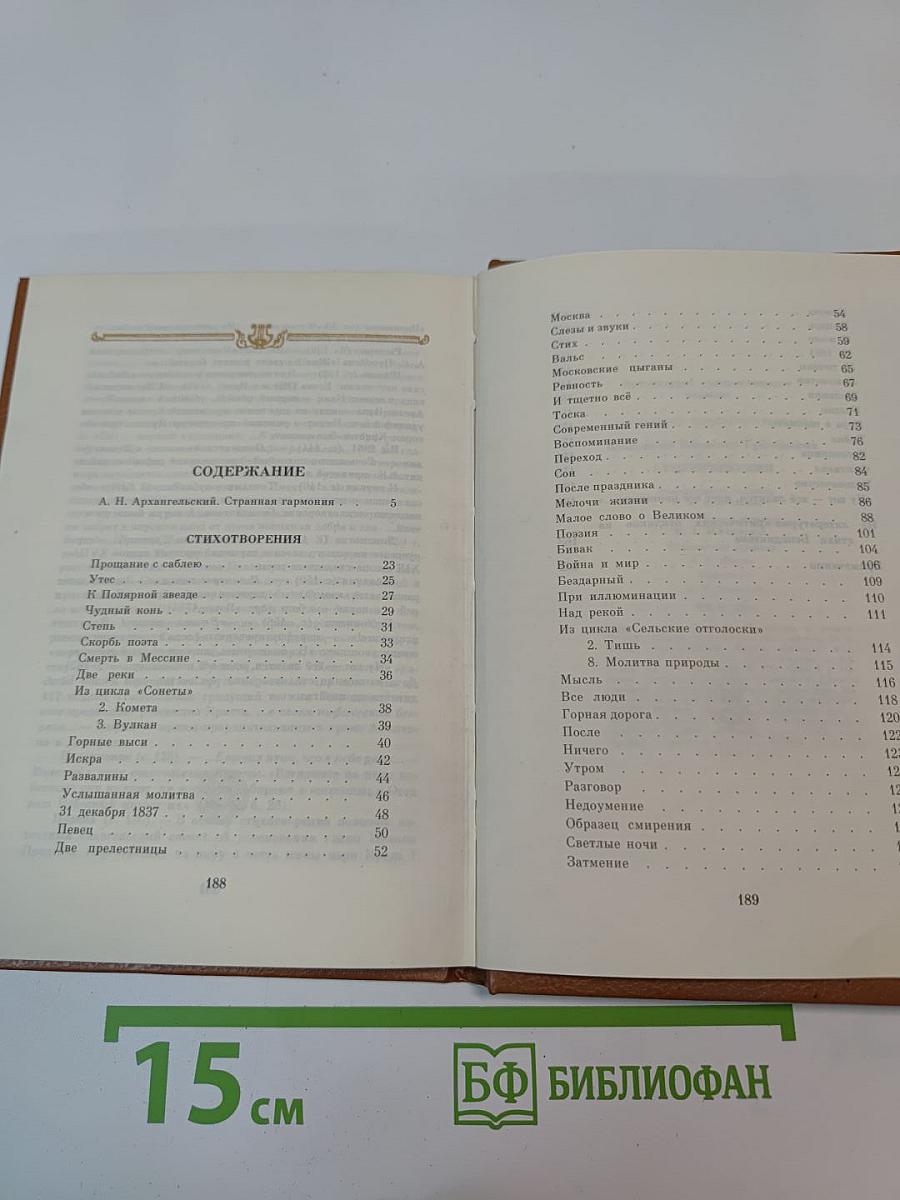 СОДЕРЖАНИЕ
А. Н. Архангельский. Странная гармония . . 5
СТИХОТВОРЕНИЯ
Прощание с саблею 23
Утес 25
К Полярной звезде 27
Чудный конь 29
Степь 31
Скорбь поэта 33
Смерть в Мессине 34
Две реки 36
Из цикла «Сонеты»
2. Комета 38
3. Вулкан 39
Горные выси 40
Искра 42
Развалины 44
Услышанная молитва 46
31 декабря 1837 48
Певец 50
Две прелестницы 52
188
Москва 54
Слезы и звуки 58
Стих 59
Вальс 62
Московские цыганы 65
Ревность 67
И тщетно всё 69
Тоска 71
Современный гений 73
Воспоминание 76
Переход 82
Сон 84
После праздника 85
Мелочи жизни 86
Малое слово о Великом 88
Поэзия 101
Бивак 104
Война и мир 106
Бездарный 109
При иллюминации 110
Над рекой 111
Из цикла «Сельские отголоски»
2. Тишь 114
8. Молитва природы 115
Мысль 116
Все люди 118
Горная дорога 120
После 122
Ничего
Утром
Разговор
Недоумение
Образец смирения
Светлые ночи
Затмение
189
15 см
БФ БИБЛИОФАН